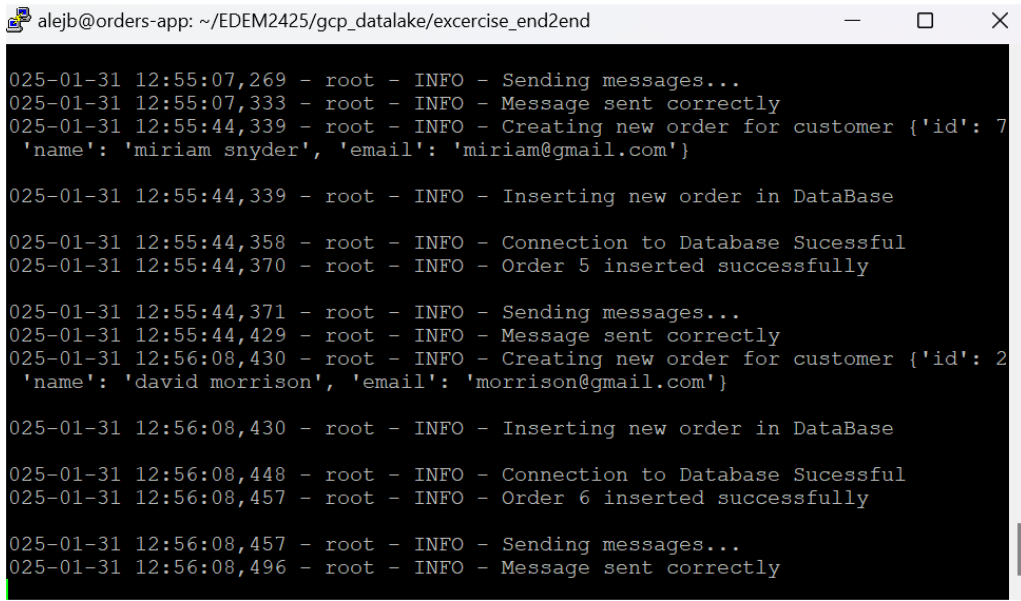 alejb@orders-app: ~/EDEM2425/gcp_datalake/excercise_end2end
025-01-31 12:55:07,269 - root - INFO - Sending messages...
025-01-31 12:55:07,333 - root - INFO - Message sent correctly
025-01-31 12:55:44,339 - root - INFO - Creating new order for customer {'id': 7
'name': 'miriam snyder', 'email': 'miriam@gmail.com'}
025-01-31 12:55:44,339 - root - INFO - Inserting new order in DataBase
025-01-31 12:55:44,358 - root - INFO - Connection to Database Sucessful
025-01-31 12:55:44,370 - root - INFO - Order 5 inserted successfully
025-01-31 12:55:44,371 - root - INFO - Sending messages...
025-01-31 12:55:44,429 - root - INFO - Message sent correctly
025-01-31 12:56:08,430 - root - INFO - Creating new order for customer {'id': 2
'name': 'david morrison', 'email': 'morrison@gmail.com'}
025-01-31 12:56:08,430 - root - INFO - Inserting new order in DataBase
025-01-31 12:56:08,448 - root - INFO - Connection to Database Sucessful
025-01-31 12:56:08,457 - root - INFO - Order 6 inserted successfully
025-01-31 12:56:08,457 - root - INFO - Sending messages...
025-01-31 12:56:08,496 - root - INFO - Message sent correctly